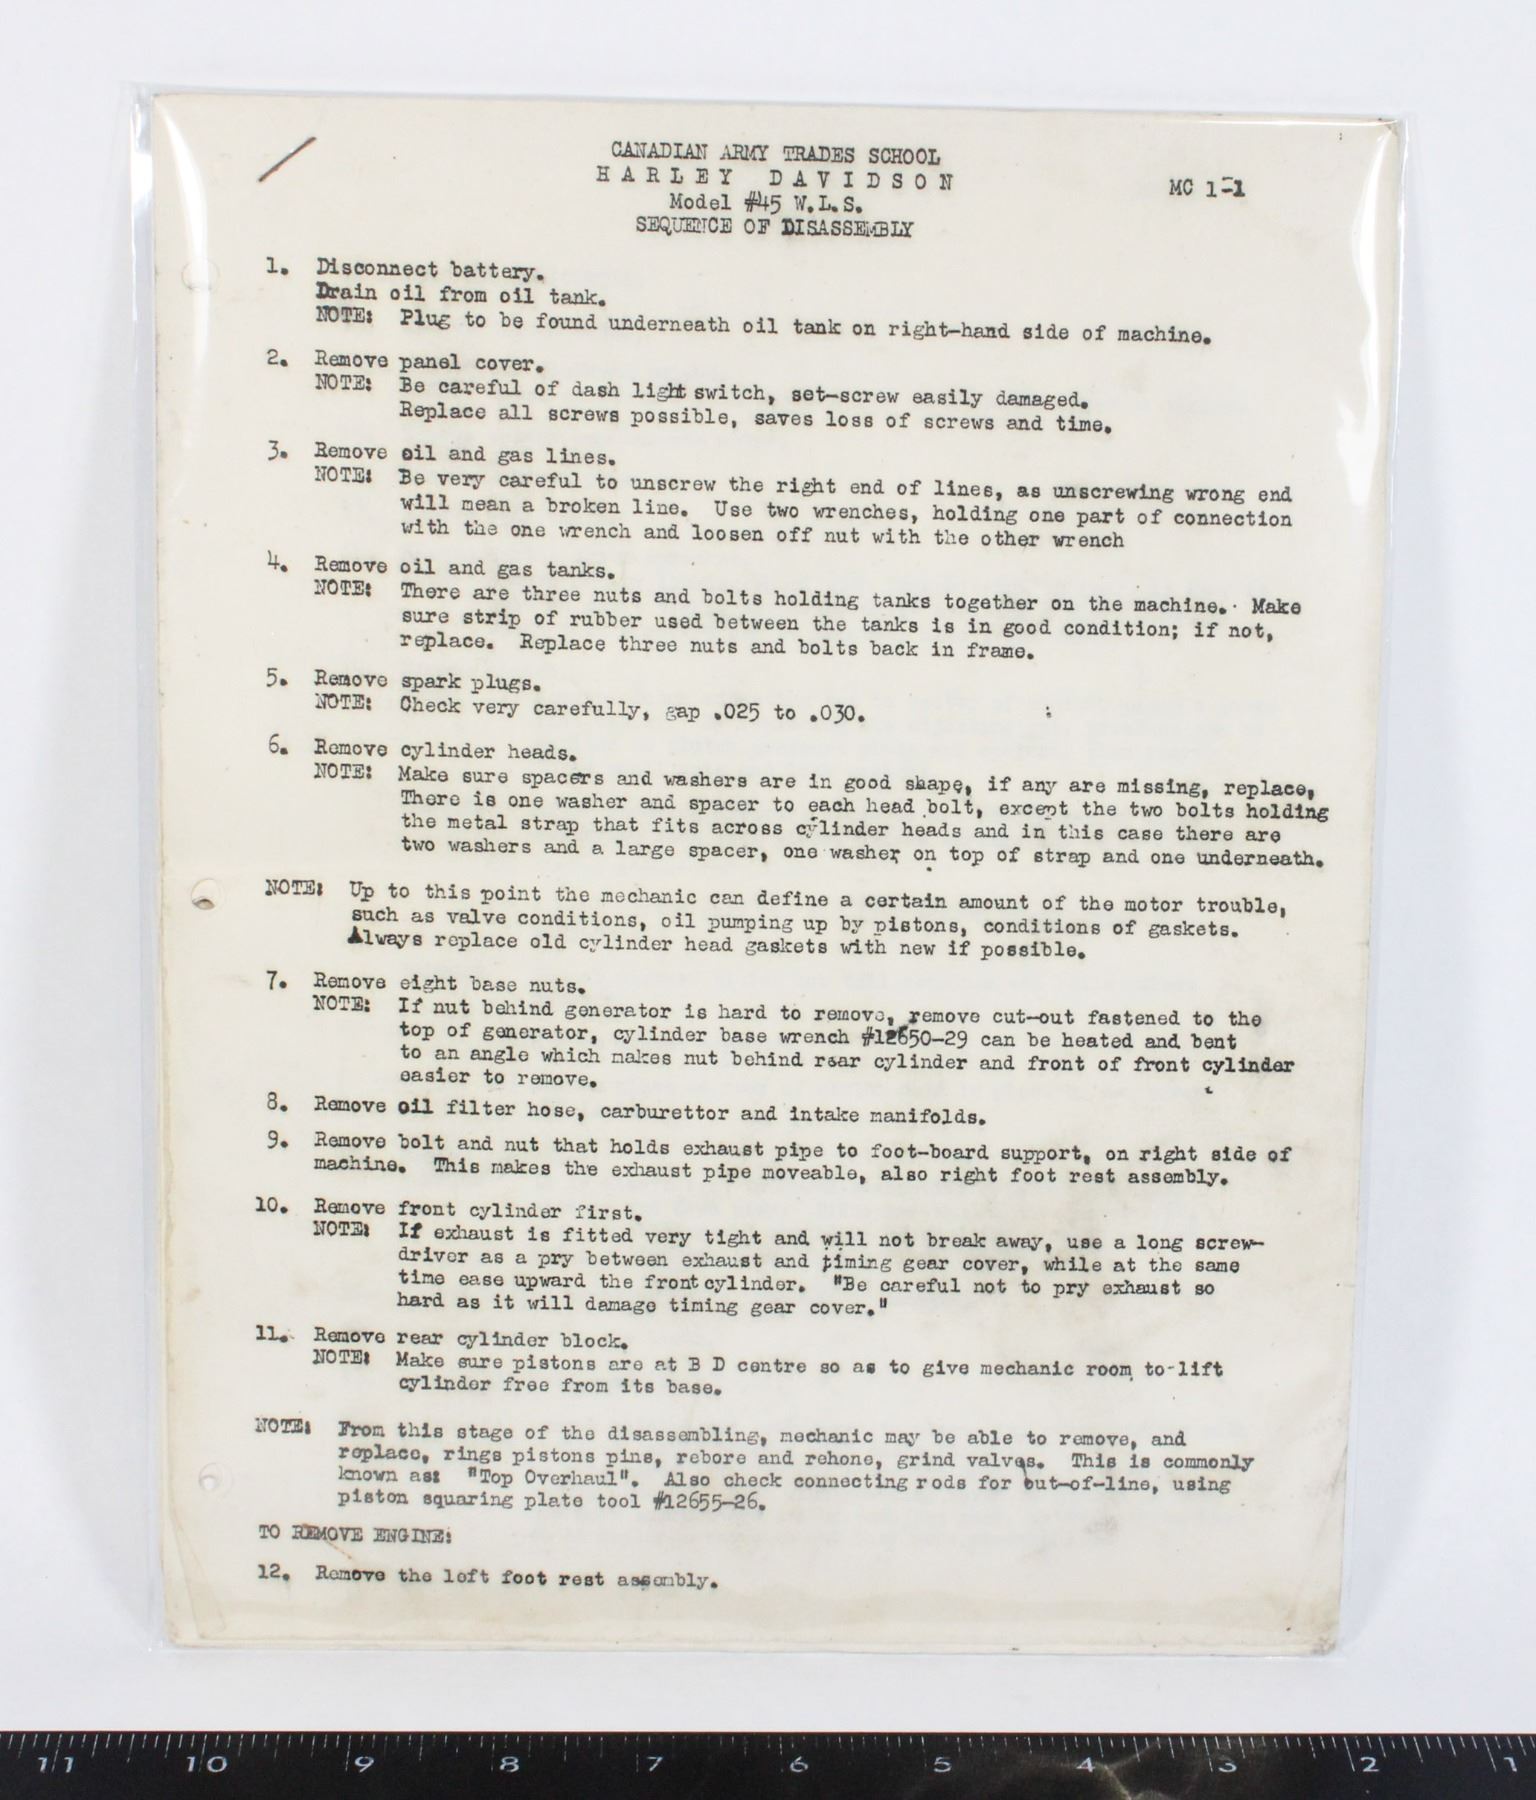 CANADIAN ARMY TRADES SCHOOL
HARLEY DAVIDSON
MC 1-1
Model #45 W.L.S.
SEQUENCE OF DISASSEMBLY
1. Disconnect battery.
Drain oil from oil tank.
NOTE: Plug to be found underneath oil tank on right-hand side of machine.
2. Remove panel cover.
NOTE: Be careful of dash light switch, set-screw easily damaged.
Replace all screws possible, saves loss of screws and time.
3. Remove oil and gas lines.
NOTE: Be very careful to unscrew the right end of lines, as unscrewing wrong end
will mean a broken line. Use two wrenches, holding one part of connection
with the one wrench and loosen off nut with the other wrench
4. Remove oil and gas tanks.
NOTE: There are three nuts and bolts holding tanks together on the machine. Make
sure strip of rubber used between the tanks is in good condition; if not,
replace. Replace three nuts and bolts back in frame.
5. Remove spark plugs.
NOTE: Check very carefully, gap .025 to .030.
6. Remove cylinder heads.
NOTE: Make sure spacers and washers are in good shape, if any are missing, replace,
There is one washer and spacer to each head bolt, except the two bolts holding
the metal strap that fits across cylinder heads and in this case there are
two washers and a large spacer, one washer on top of strap and one underneath.
NOTE: Up to this point the mechanic can define a certain amount of the motor trouble,
such as valve conditions, oil pumping up by pistons, conditions of gaskets.
Always replace old cylinder head gaskets with new if possible.
7. Remove eight base nuts.
NOTE: If nut behind generator is hard to remove, remove cut-out fastened to the
top of generator, cylinder base wrench #12650-29 can be heated and bent
to an angle which makes nut behind rear cylinder and front of front cylinder
easier to remove.
8. Remove oil filter hose, carburettor and intake manifolds.
9. Remove bolt and nut that holds exhaust pipe to foot-board support, on right side of
machine. This makes the exhaust pipe moveable, also right foot rest assembly.
10. Remove front cylinder first.
NOTE: If exhaust is fitted very tight and will not break away, use a long screw-
driver as a pry between exhaust and timing gear cover, while at the same
time ease upward the front cylinder. "Be careful not to pry exhaust so
hard as it will damage timing gear cover."
11. Remove rear cylinder block.
NOTE: Make sure pistons are at B D centre so as to give mechanic room to lift
cylinder free from its base.
NOTE: From this stage of the disassembling, mechanic may be able to remove, and
replace, rings pistons pins, rebore and rehone, grind valves. This is commonly
known as: "Top Overhaul". Also check connecting rods for out-of-line, using
piston squaring plate tool #12655-26.
TO REMOVE ENGINE:
12. Remove the left foot rest assembly.
11 10 9 8 7 6 5 4 3 2 1